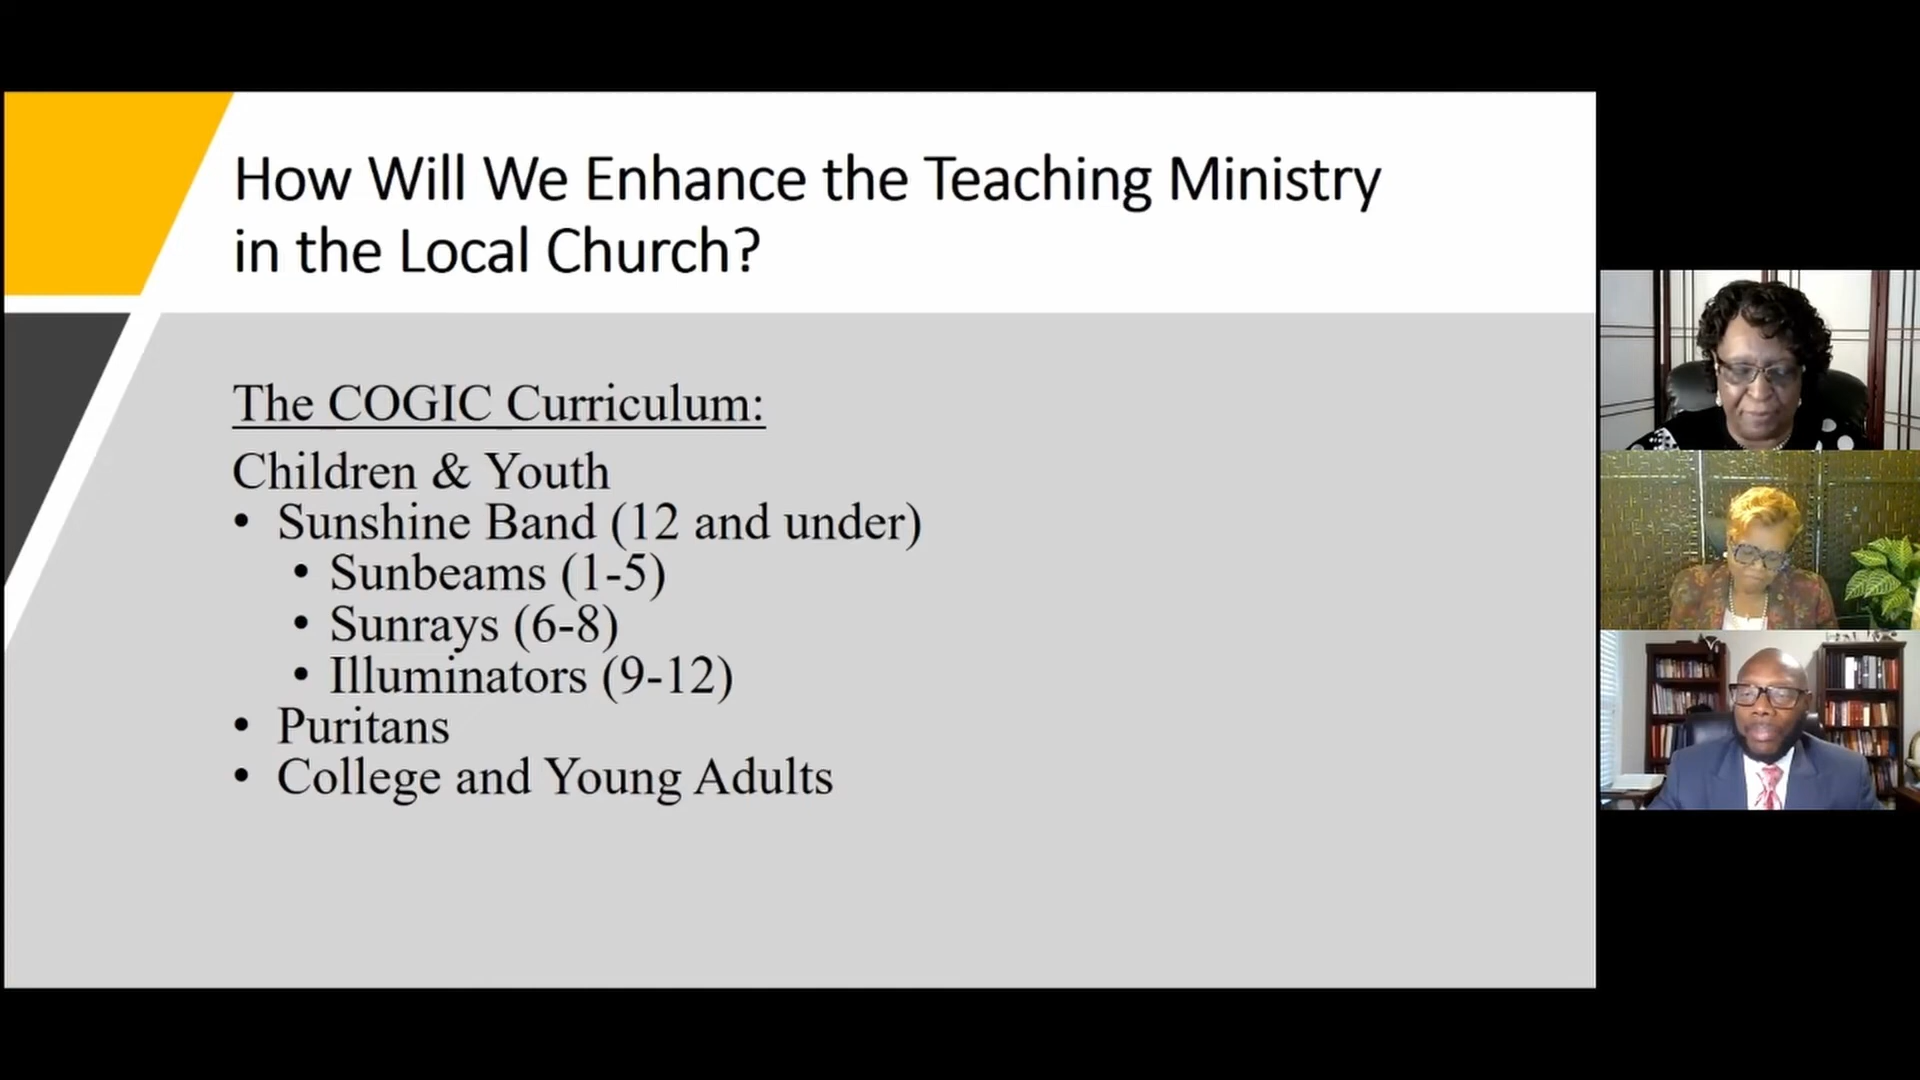 How Will We Enhance the Teaching Ministry
in the Local Church?
The COGIC Curriculum:
Children & Youth
• Sunshine Band (12 and under)
• Sunbeams (1-5)
• Sunrays (6-8)
• Illuminators (9-12)
• Puritans
• College and Young Adults